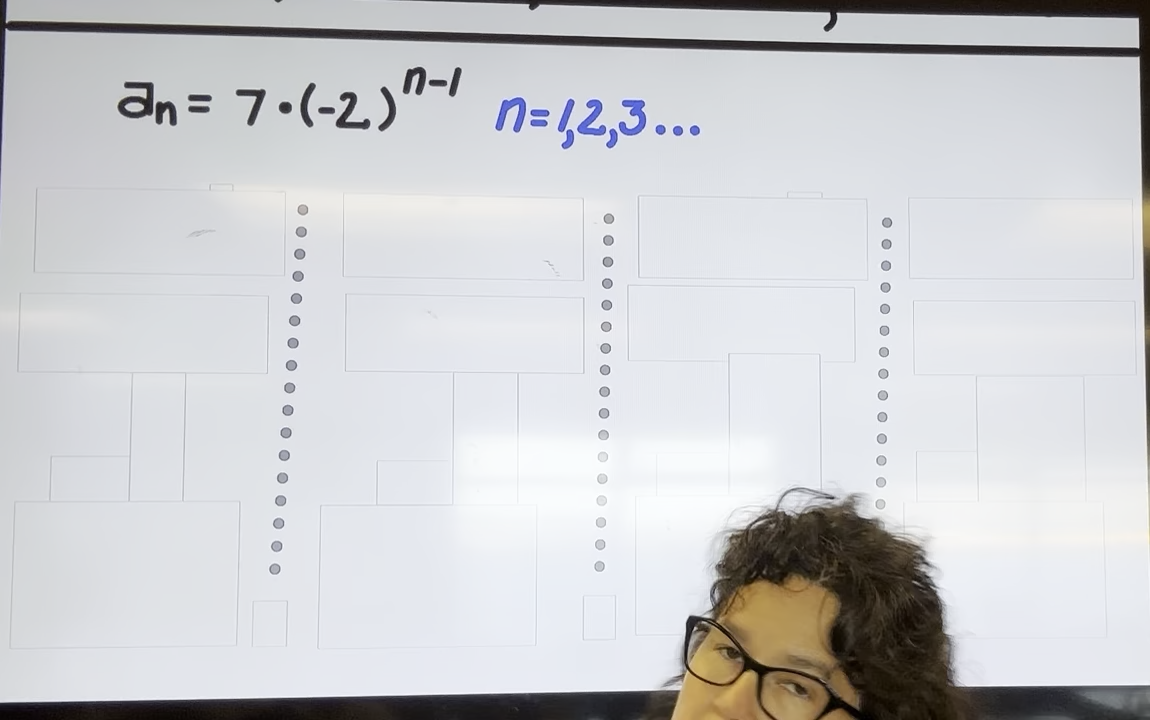 aₙ = 7·(-2)ⁿ⁻¹ n=1,2,3...